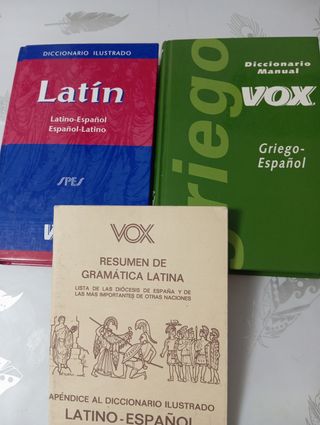 DICCIONARIO ILUSTRADO
Latín
Latino-Español
Español-Latino
SPES
griego
Diccionario
Manual
VOX
Griego-
Español
VOX
RESUMEN DE
GRAMÁTICA LATINA
LISTA DE LAS DIÓCESIS DE ESPAÑA Y DE
LAS MÁS IMPORTANTES DE OTRAS NACIONES
APÉNDICE AL DICCIONARIO ILUSTRADO
LATINO-ESPAÑOL